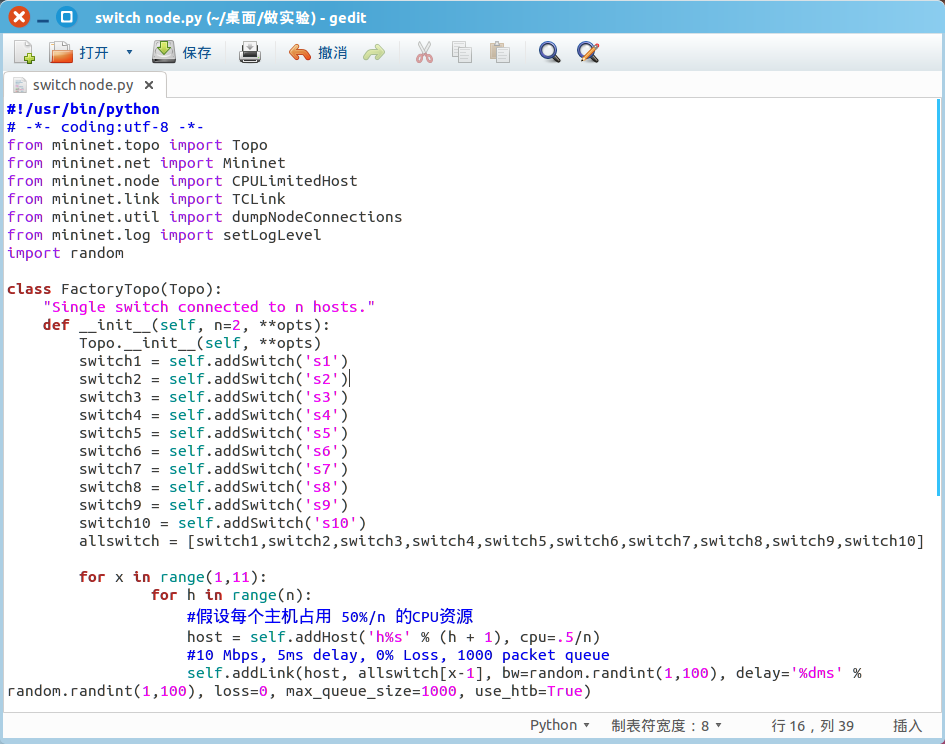 switch node.py (~/桌面/做实验) - gedit
打开 保存 撤消
switch node.py
#!/usr/bin/python
# -*- coding:utf-8 -*-
from mininet.topo import Topo
from mininet.net import Mininet
from mininet.node import CPULimitedHost
from mininet.link import TCLink
from mininet.util import dumpNodeConnections
from mininet.log import setLogLevel
import random
class FactoryTopo(Topo):
    "Single switch connected to n hosts."
    def __init__(self, n=2, **opts):
        Topo.__init__(self, **opts)
        switch1 = self.addSwitch('s1')
        switch2 = self.addSwitch('s2')
        switch3 = self.addSwitch('s3')
        switch4 = self.addSwitch('s4')
        switch5 = self.addSwitch('s5')
        switch6 = self.addSwitch('s6')
        switch7 = self.addSwitch('s7')
        switch8 = self.addSwitch('s8')
        switch9 = self.addSwitch('s9')
        switch10 = self.addSwitch('s10')
        allswitch = [switch1,switch2,switch3,switch4,switch5,switch6,switch7,switch8,switch9,switch10]
        for x in range(1,11):
                for h in range(n):
                    #假设每个主机占用 50%/n 的CPU资源
                    host = self.addHost('h%s' % (h + 1), cpu=.5/n)
                    #10 Mbps, 5ms delay, 0% Loss, 1000 packet queue
                    self.addLink(host, allswitch[x-1], bw=random.randint(1,100), delay='%dms' %
random.randint(1,100), loss=0, max_queue_size=1000, use_htb=True)
Python 制表符宽度：8 行 16，列 39 插入